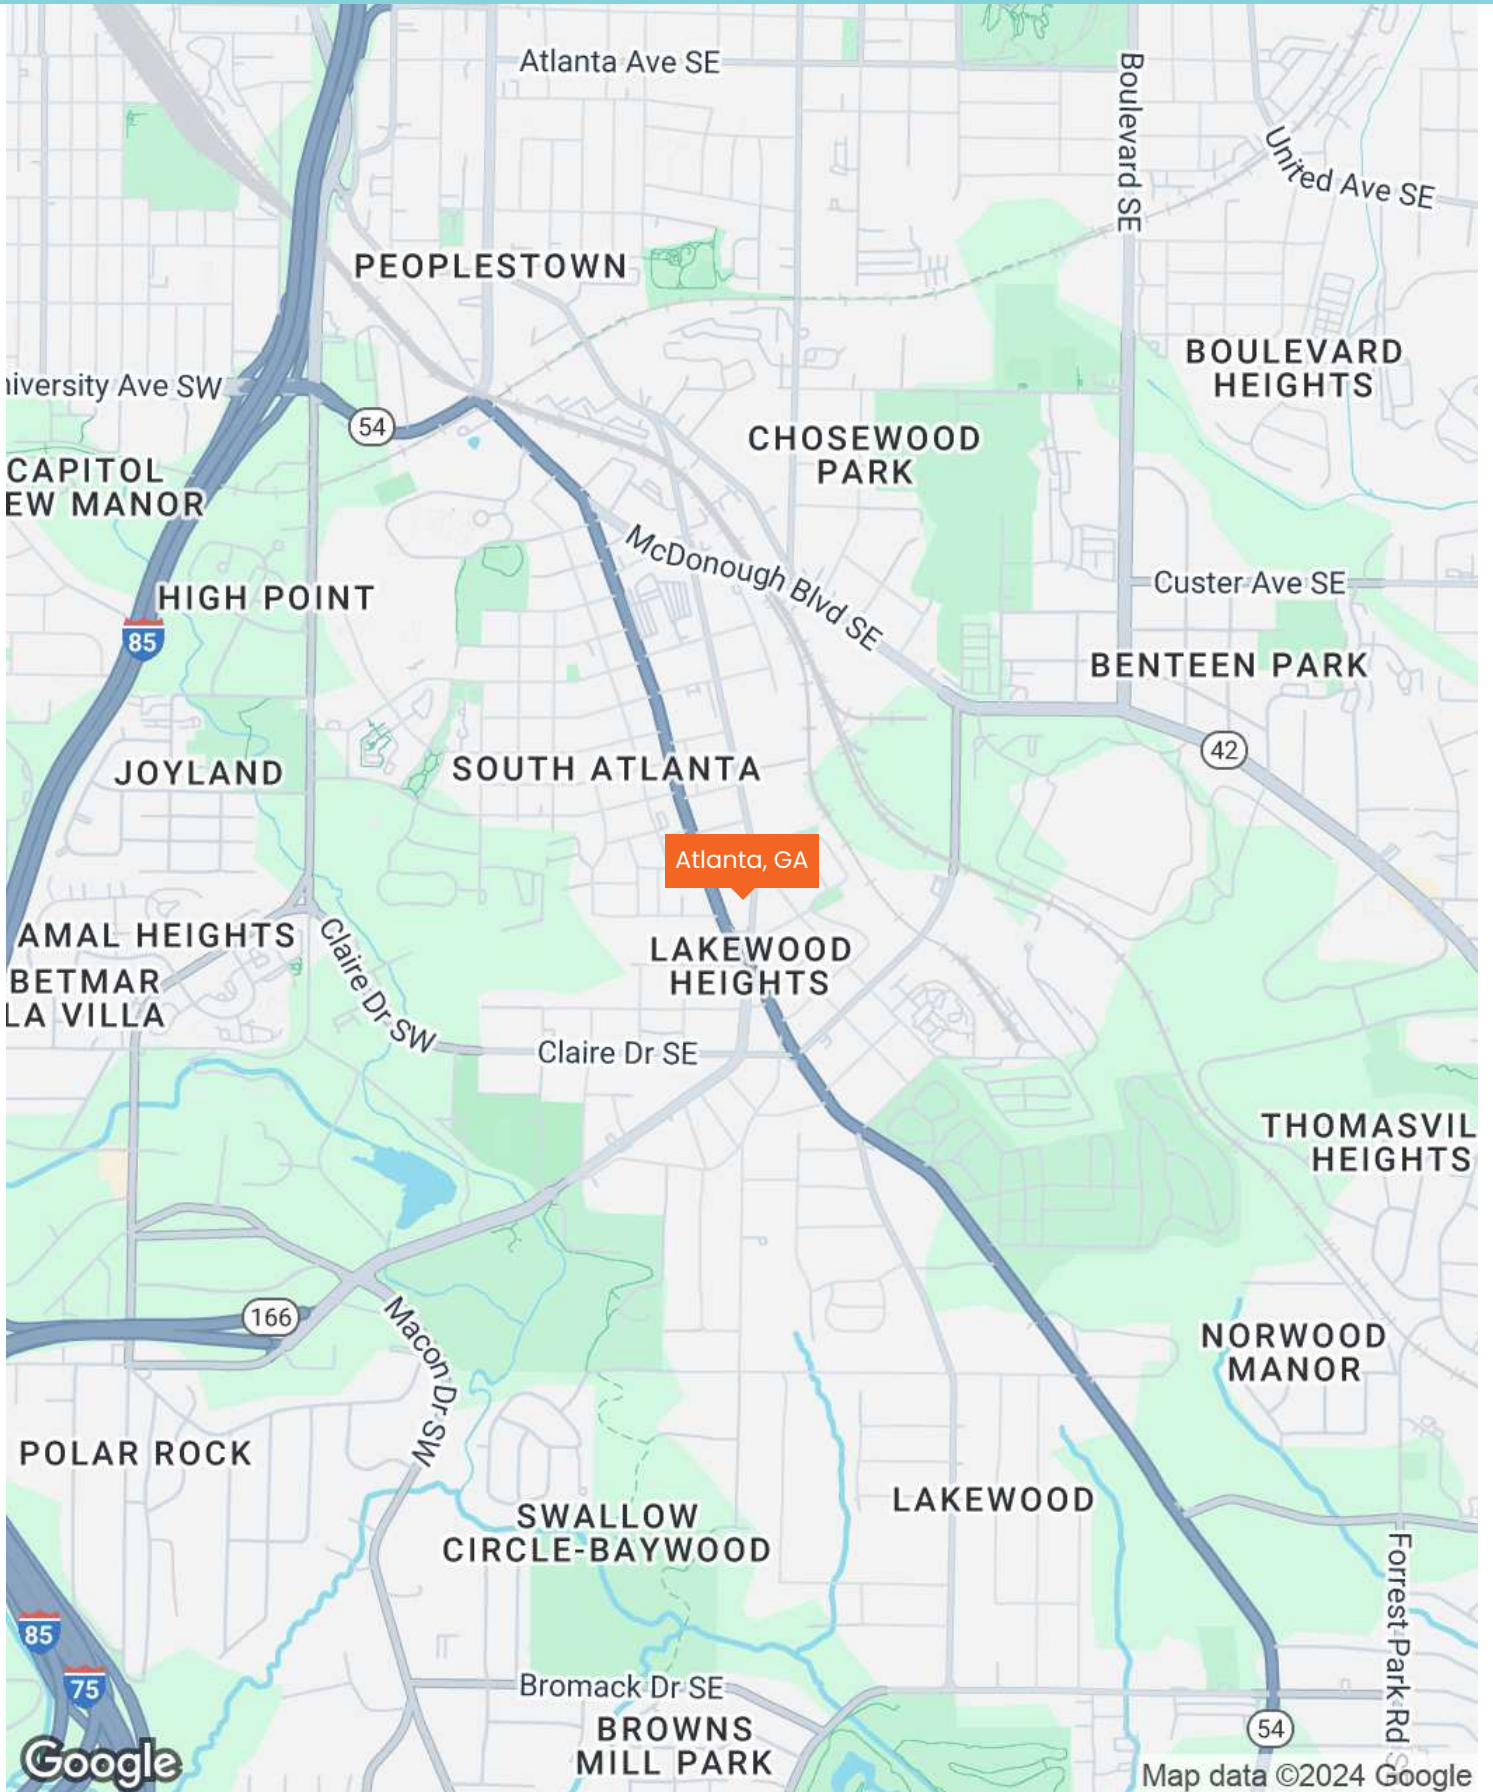 Atlanta Ave SE
Boulevard SE
United Ave SE
PEOPLESTOWN
BOULEVARD
HEIGHTS
niversity Ave SW
54
CHOSEWOOD
PARK
CAPITOL
EW MANOR
McDonough Blvd SE
Custer Ave SE
HIGH POINT
85
BENTEEN PARK
42
JOYLAND
SOUTH ATLANTA
Atlanta, GA
AMAL HEIGHTS
Claire Dr SW
LAKEWOOD
HEIGHTS
BETMAR
LA VILLA
Claire Dr SE
THOMASVIL
HEIGHTS
166
Macon Dr SW
NORWOOD
MANOR
POLAR ROCK
LAKEWOOD
SWALLOW
CIRCLE-BAYWOOD
Forrest Park Rd S
85
75
Bromack Dr SE
BROWNS
MILL PARK
54
Google
Map data ©2024 Google